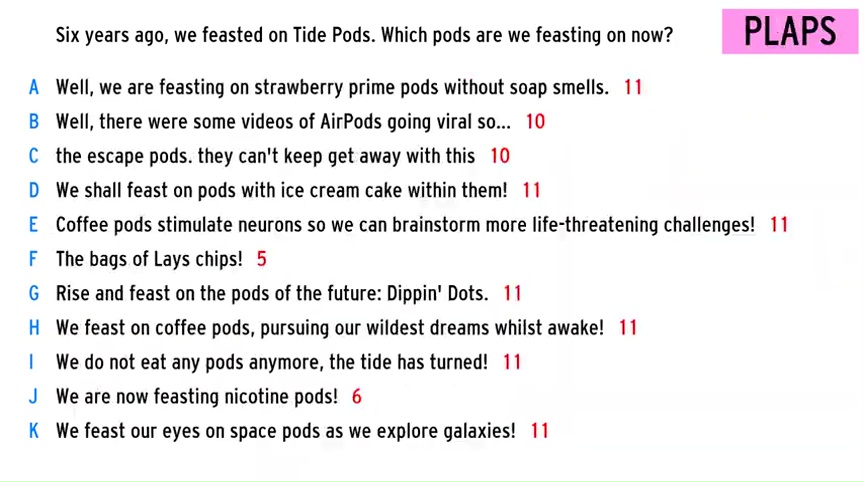 Six years ago, we feasted on Tide Pods. Which pods are we feasting on now?
PLAPS
A Well, we are feasting on strawberry prime pods without soap smells. 11
B Well, there were some videos of AirPods going viral so... 10
C the escape pods. they can't keep get away with this 10
D We shall feast on pods with ice cream cake within them! 11
E Coffee pods stimulate neurons so we can brainstorm more life-threatening challenges! 11
F The bags of Lays chips! 5
G Rise and feast on the pods of the future: Dippin' Dots. 11
H We feast on coffee pods, pursuing our wildest dreams whilst awake! 11
I We do not eat any pods anymore, the tide has turned! 11
J We are now feasting nicotine pods! 6
K We feast our eyes on space pods as we explore galaxies! 11